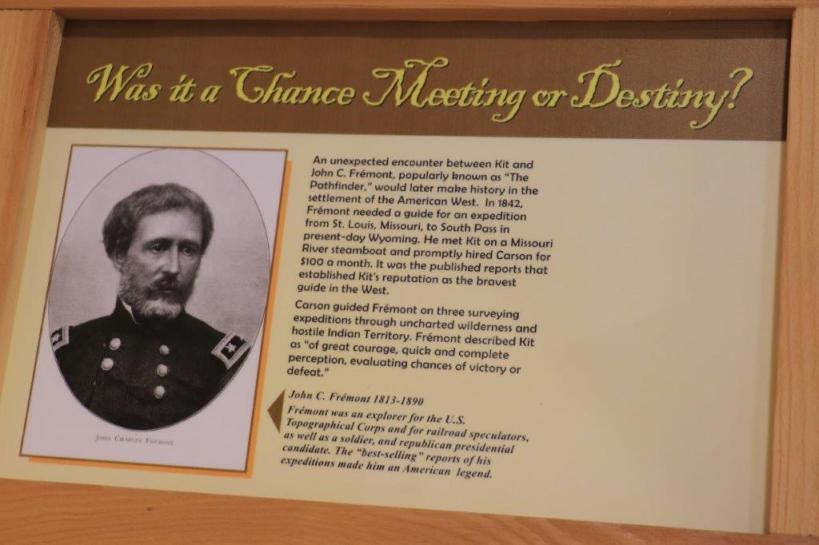 Was it a Chance Meeting or Destiny?
An unexpected encounter between Kit and
John C. Frémont, popularly known as "The
Pathfinder," would later make history in the
settlement of the American West. In 1842,
Frémont needed a guide for an expedition
from St. Louis, Missouri, to South Pass in
present-day Wyoming. He met Kit on a Missouri
River steamboat and promptly hired Carson for
$100 a month. It was the published reports that
established Kit's reputation as the bravest
guide in the West.
Carson guided Frémont on three surveying
expeditions through uncharted wilderness and
hostile Indian Territory. Frémont described Kit
as "of great courage, quick and complete
perception, evaluating chances of victory or
defeat."
John C. Frémont 1813-1890
Frémont was an explorer for the U.S.
Topographical Corps and for railroad speculators,
as well as a soldier, and republican presidential
candidate. The "best-selling" reports of his
expeditions made him an American legend.
JOHN CHARLES FREMONT